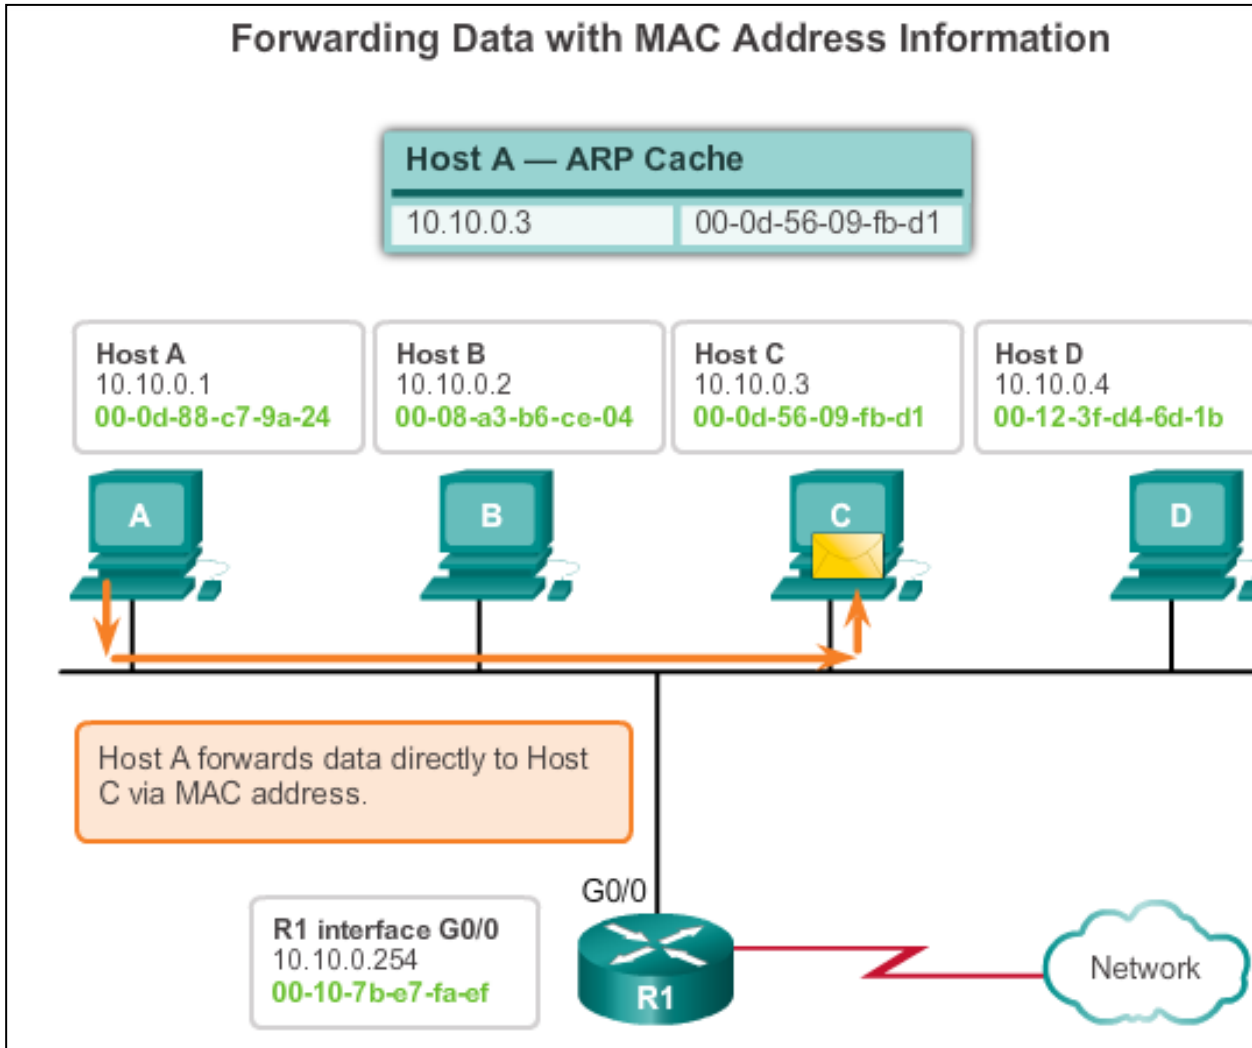 Forwarding Data with MAC Address Information
Host A — ARP Cache
10.10.0.3 00-0d-56-09-fb-d1
Host A
10.10.0.1
00-0d-88-c7-9a-24
Host B
10.10.0.2
00-08-a3-b6-ce-04
Host C
10.10.0.3
00-0d-56-09-fb-d1
Host D
10.10.0.4
00-12-3f-d4-6d-1b
A
B
C
D
Host A forwards data directly to Host
C via MAC address.
G0/0
R1 interface G0/0
10.10.0.254
00-10-7b-e7-fa-ef
R1
Network